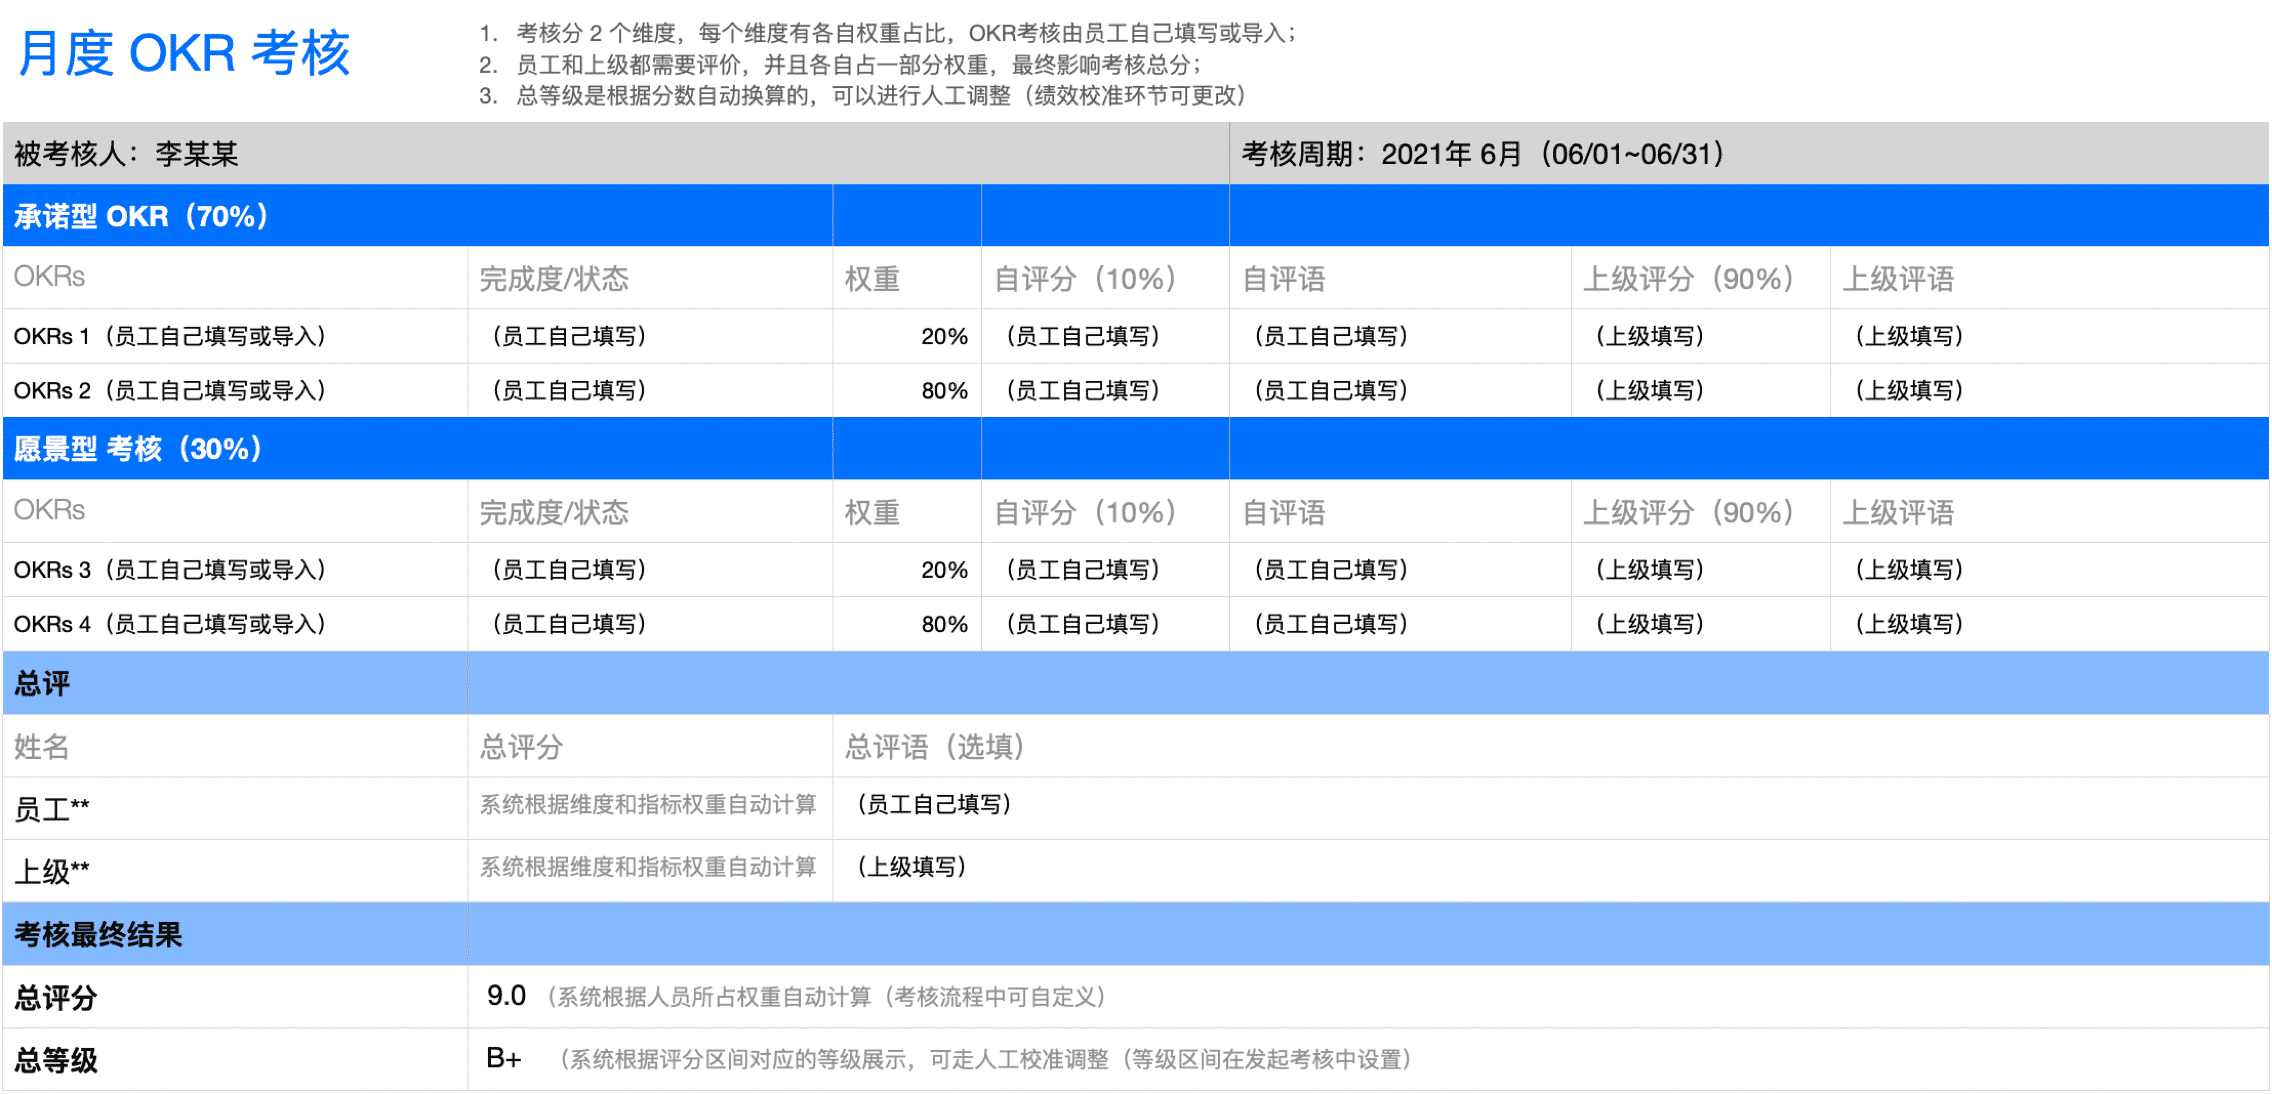 月度 OKR 考核
1. 考核分 2 个维度，每个维度有各自权重占比，OKR考核由员工自己填写或导入；
2. 员工和上级都需要评价，并且各自占一部分权重，最终影响考核总分；
3. 总等级是根据分数自动换算的，可以进行人工调整（绩效校准环节可更改）
被考核人：李某某 考核周期：2021年 6月（06/01~06/31）
承诺型 OKR（70%）
OKRs 完成度/状态 权重 自评分（10%） 自评语 上级评分（90%） 上级评语
OKRs 1（员工自己填写或导入） （员工自己填写） 20% （员工自己填写） （员工自己填写） （上级填写） （上级填写）
OKRs 2（员工自己填写或导入） （员工自己填写） 80% （员工自己填写） （员工自己填写） （上级填写） （上级填写）
愿景型 考核（30%）
OKRs 完成度/状态 权重 自评分（10%） 自评语 上级评分（90%） 上级评语
OKRs 3（员工自己填写或导入） （员工自己填写） 20% （员工自己填写） （员工自己填写） （上级填写） （上级填写）
OKRs 4（员工自己填写或导入） （员工自己填写） 80% （员工自己填写） （员工自己填写） （上级填写） （上级填写）
总评
姓名 总评分 总评语（选填）
员工** 系统根据维度和指标权重自动计算 （员工自己填写）
上级** 系统根据维度和指标权重自动计算 （上级填写）
考核最终结果
总评分 9.0 （系统根据人员所占权重自动计算（考核流程中可自定义）
总等级 B+ （系统根据评分区间对应的等级展示，可走人工校准调整（等级区间在发起考核中设置）